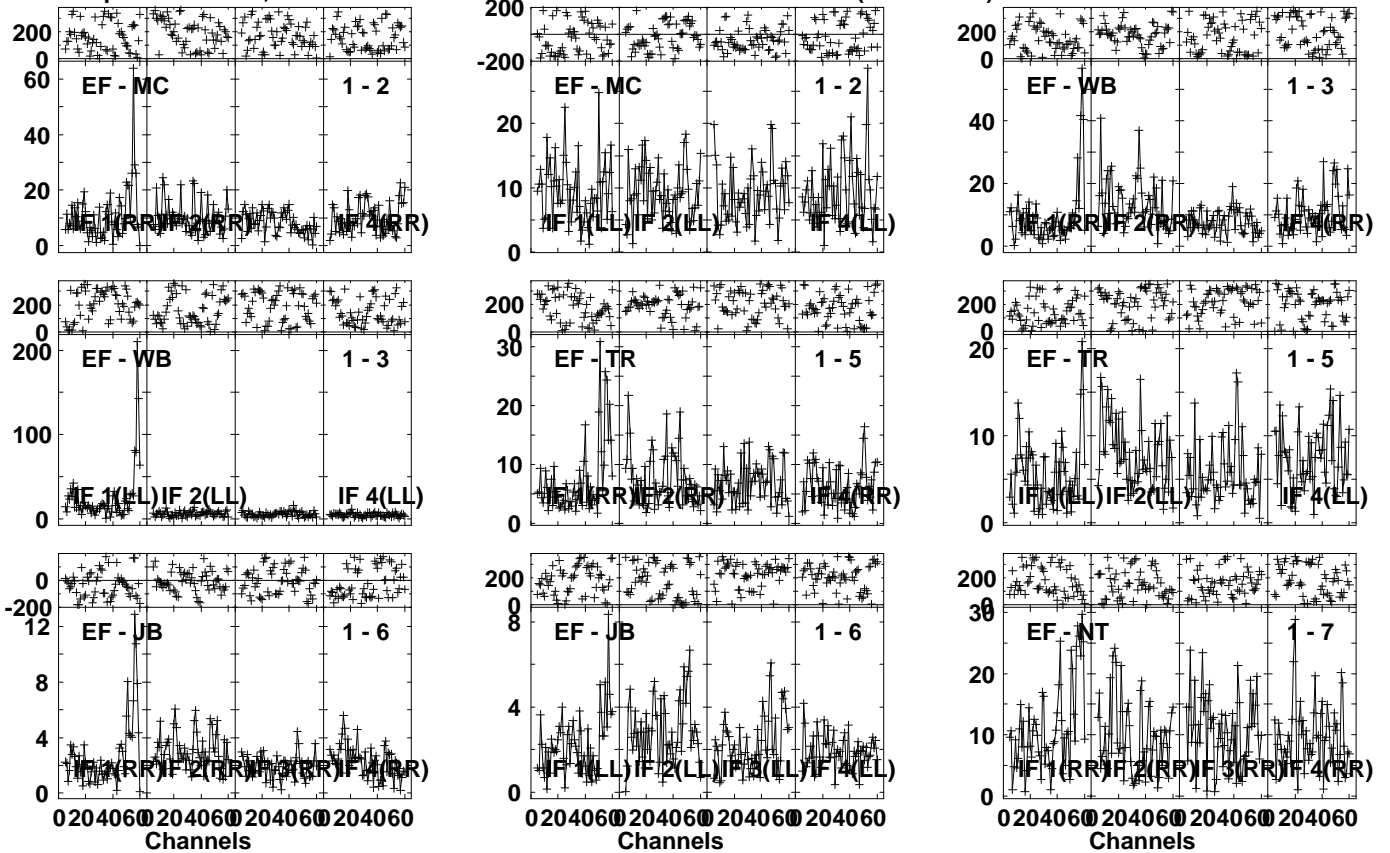 200
0
200
-200
200
0
EF - MC 1 - 2
60
40
20
0
IF 1(RR) IF 2(RR) IF 4(RR)
EF - MC 1 - 2
20
10
0
IF 1(LL) IF 2(LL) IF 4(LL)
EF - WB 1 - 3
40
20
0
IF 1(RR) IF 2(RR) IF 4(RR)
200
0
200
0
200
0
EF - WB 1 - 3
200
100
0
IF 1(LL) IF 2(LL) IF 4(LL)
EF - TR 1 - 5
30
20
10
0
IF 1(RR) IF 2(RR) IF 4(RR)
EF - TR 1 - 5
20
10
0
IF 1(LL) IF 2(LL) IF 4(LL)
0
-200
200
0
200
0
EF - JB 1 - 6
12
8
4
0
IF 1(RR) IF 2(RR) IF 3(RR) IF 4(RR)
EF - JB 1 - 6
8
4
0
IF 1(LL) IF 2(LL) IF 3(LL) IF 4(LL)
EF - NT 1 - 7
30
20
10
0
IF 1(RR) IF 2(RR) IF 3(RR) IF 4(RR)
0 20 40 60 0 20 40 60 0 20 40 60 0 20 40 60
Channels
0 20 40 60 0 20 40 60 0 20 40 60 0 20 40 60
Channels
0 20 40 60 0 20 40 60 0 20 40 60 0 20 40 60
Channels